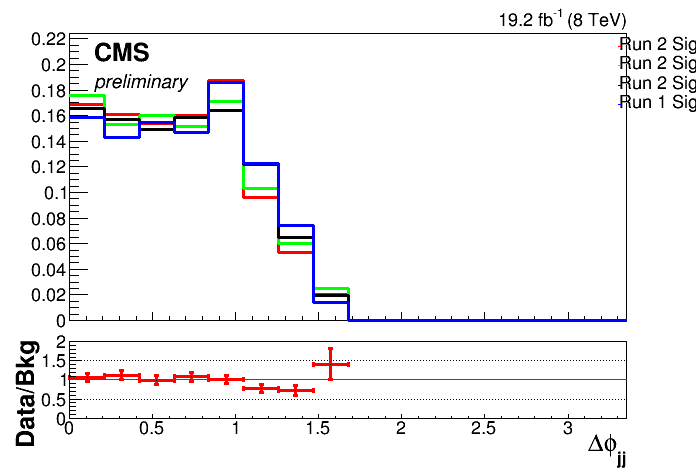 19.2 fb-1 (8 TeV)
CMS
preliminary
Run 2 Sig
Run 2 Sig
Run 2 Sig
Run 1 Sig
0.22
0.2
0.18
0.16
0.14
0.12
0.1
0.08
0.06
0.04
0.02
0
Data/Bkg
2
1.5
1
0.5
0
0 0.5 1 1.5 2 2.5 3
Δϕjj